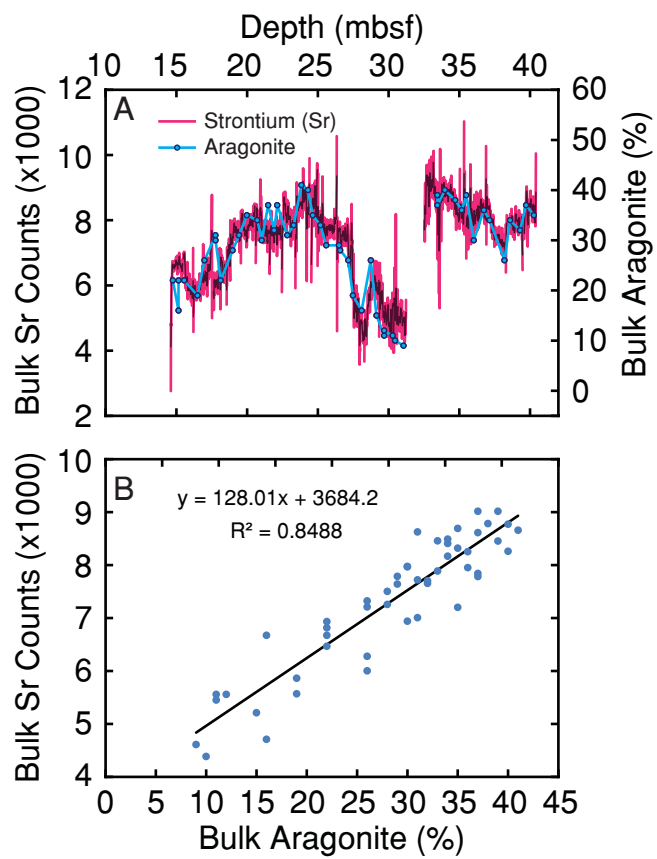 Depth (mbsf)
10 15 20 25 30 35 40
12
10
8
6
4
2
Bulk Sr Counts (x1000)
A
Strontium (Sr)
Aragonite
60
50
40
30
20
10
0
Bulk Aragonite (%)
10
9
8
7
6
5
4
Bulk Sr Counts (x1000)
B
y = 128.01x + 3684.2
R² = 0.8488
0 5 10 15 20 25 30 35 40 45
Bulk Aragonite (%)